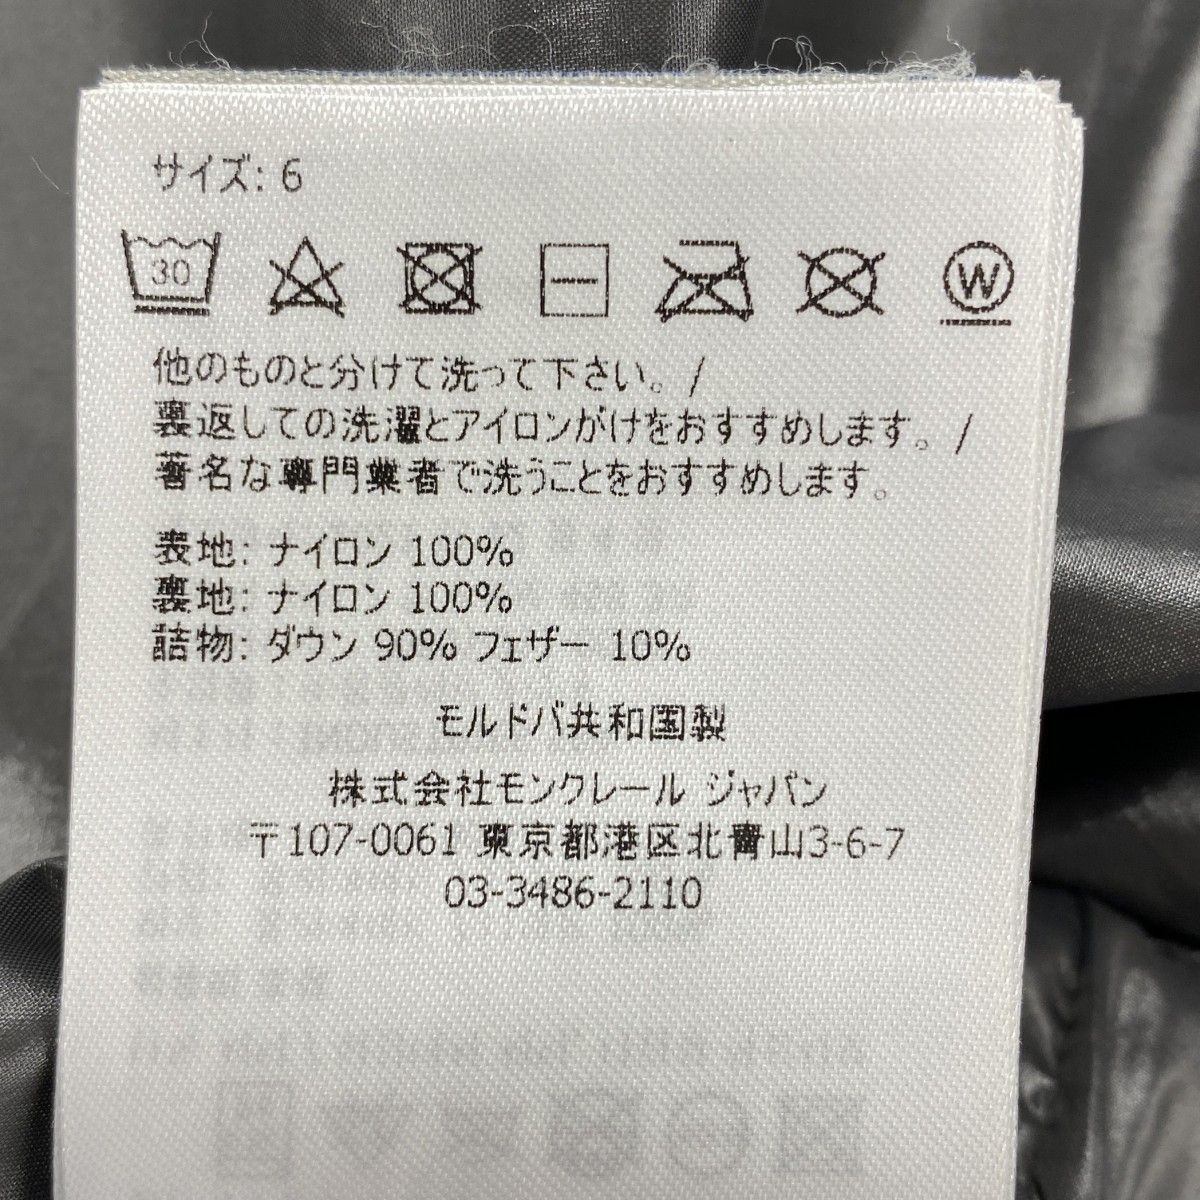 サイズ: 6
30
W
他のものと分けて洗って下さい。/
裏返しての洗濯とアイロンがけをおすすめします。/
著名な専門業者で洗うことをおすすめします。
表地: ナイロン 100%
裏地: ナイロン 100%
詰物: ダウン 90% フェザー 10%
モルドバ共和国製
株式会社モンクレール ジャパン
〒107-0061 東京都港区北青山3-6-7
03-3486-2110